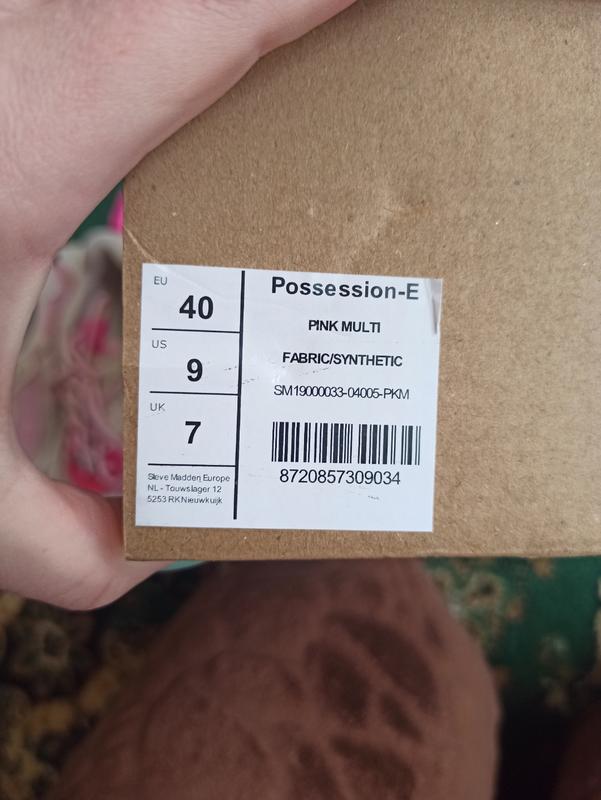 EU
40
US
9
UK
7
Steve Madden Europe
NL - Touwslager 12
5253 RK Nieuwkuijk
Possession-E
PINK MULTI
FABRIC/SYNTHETIC
SM19000033-04005-PKM
8720857309034